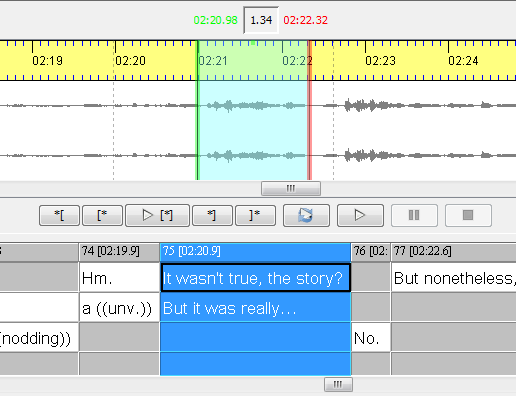 02:20.98 1.34 02:22.32
02:19 02:20 02:21 02:22 02:23 02:24
*[ [* [*] *] ]*
74 [02:19.9] 75 [02:20.9] 76 [02: 77 [02:22.6]
Hm. It wasn't true, the story? But nonetheless,
a ((unv.)) But it was really...
(nodding)) No.